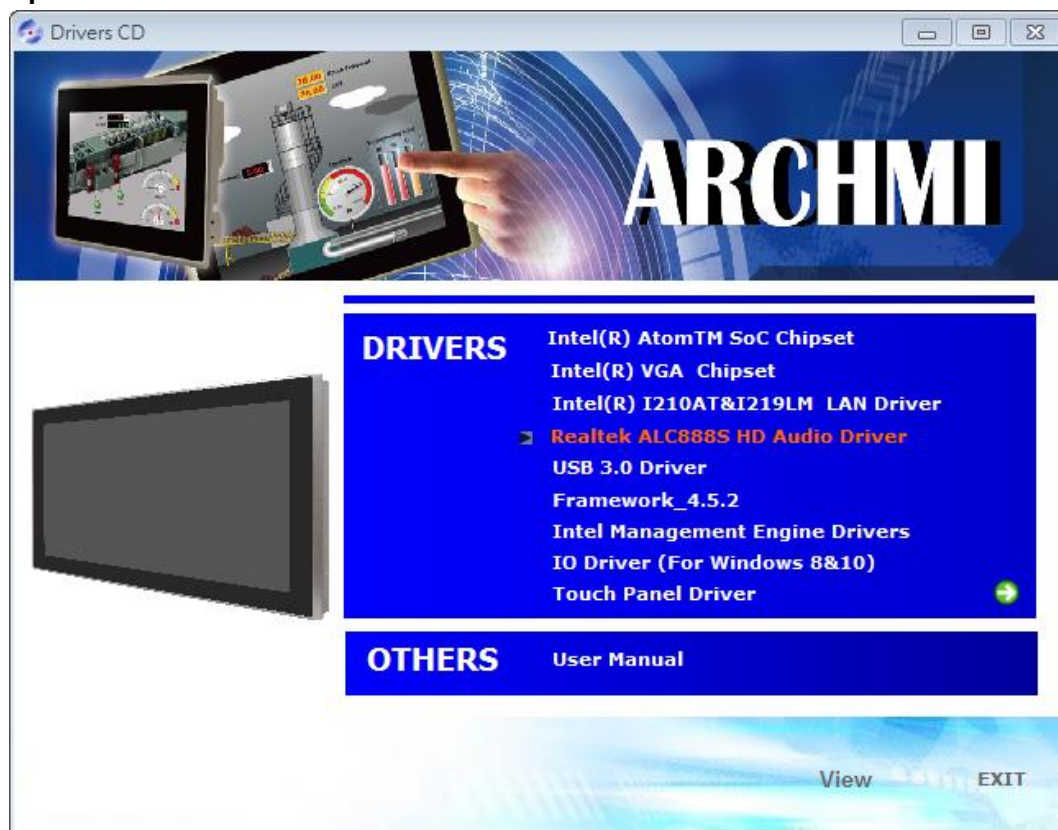 Drivers CD
ARCHMI
DRIVERS
Intel(R) AtomTM SoC Chipset
Intel(R) VGA Chipset
Intel(R) I210AT&I219LM LAN Driver
Realtek ALC888S HD Audio Driver
USB 3.0 Driver
Framework_4.5.2
Intel Management Engine Drivers
IO Driver (For Windows 8&10)
Touch Panel Driver
OTHERS
User Manual
View
EXIT